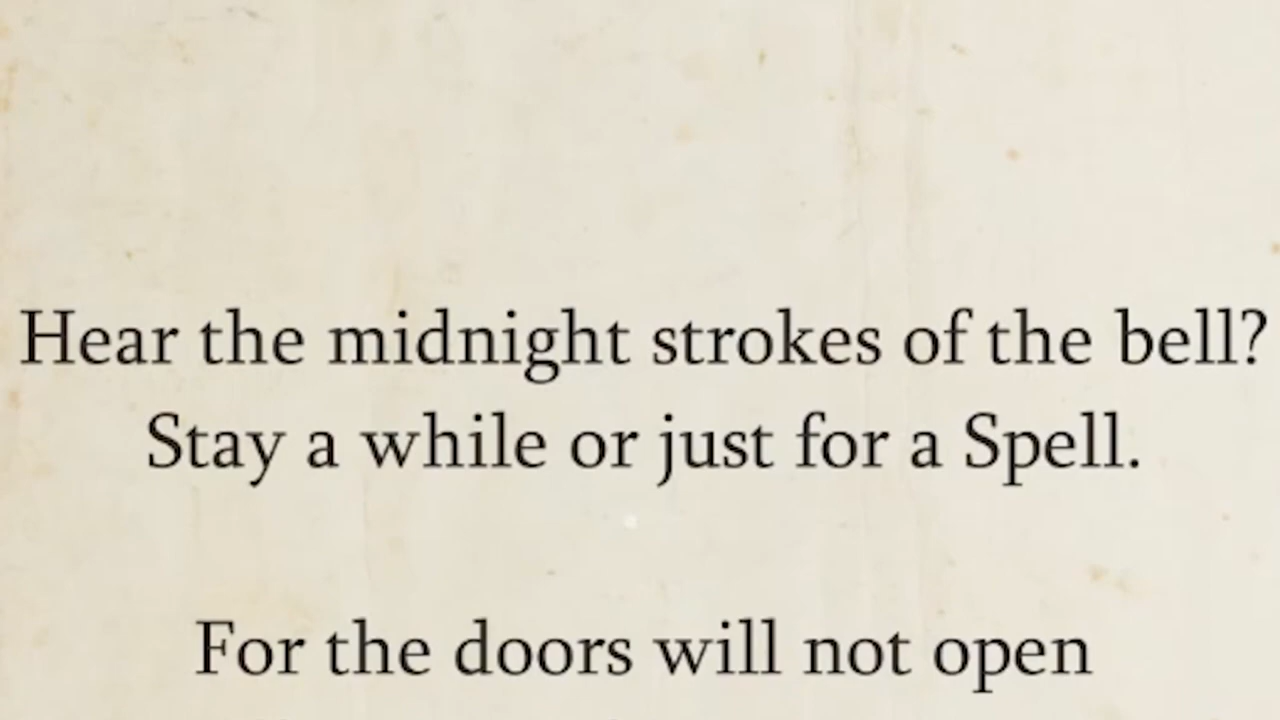 Hear the midnight strokes of the bell?
Stay a while or just for a Spell.
For the doors will not open